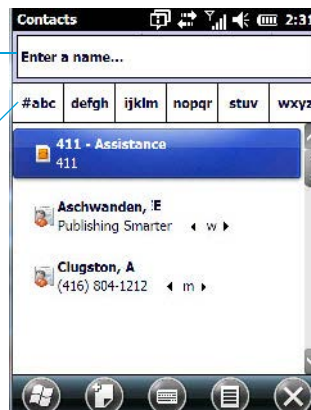 Contacts 2:31
Enter a name...
#abc defgh ijklm nopqr stuv wxyz
411 - Assistance
411
Aschwanden, E
Publishing Smarter w
Clugston, A
(416) 804-1212 m